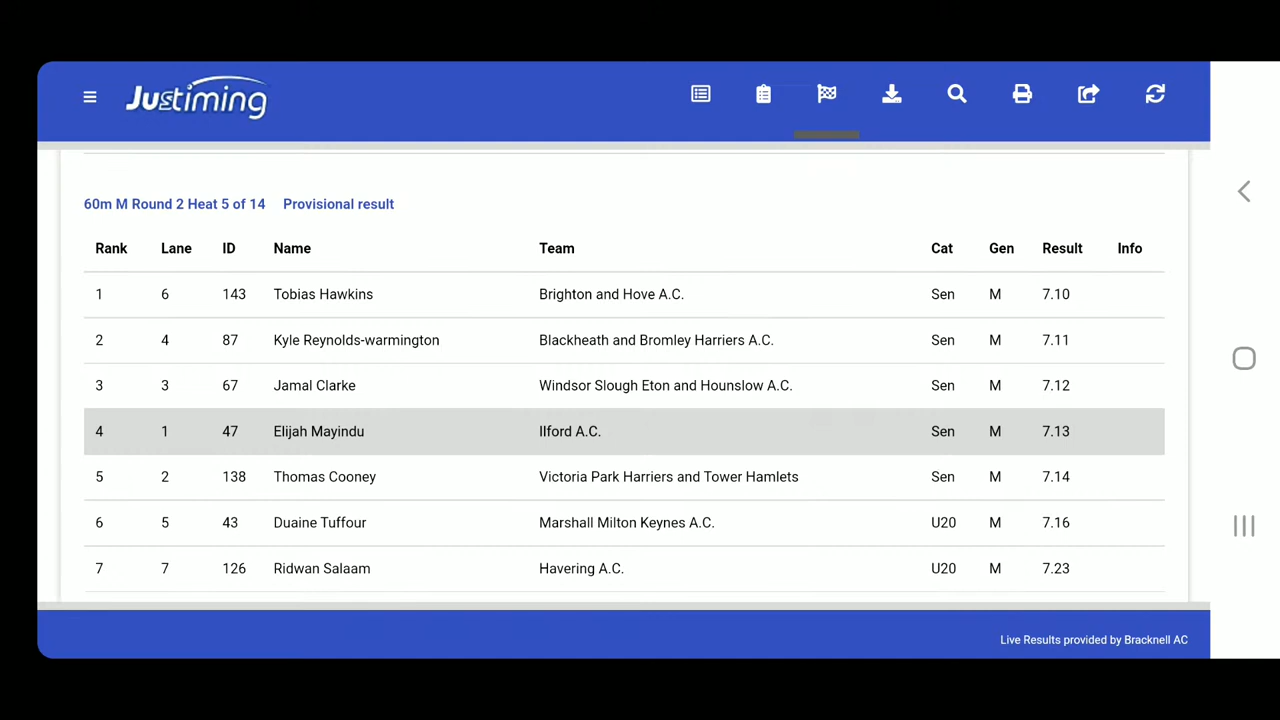 Justiming
60m M Round 2 Heat 5 of 14 Provisional result
Rank Lane ID Name Team Cat Gen Result Info
1 6 143 Tobias Hawkins Brighton and Hove A.C. Sen M 7.10
2 4 87 Kyle Reynolds-warmington Blackheath and Bromley Harriers A.C. Sen M 7.11
3 3 67 Jamal Clarke Windsor Slough Eton and Hounslow A.C. Sen M 7.12
4 1 47 Elijah Mayindu Ilford A.C. Sen M 7.13
5 2 138 Thomas Cooney Victoria Park Harriers and Tower Hamlets Sen M 7.14
6 5 43 Duaine Tuffour Marshall Milton Keynes A.C. U20 M 7.16
7 7 126 Ridwan Salaam Havering A.C. U20 M 7.23
Live Results provided by Bracknell AC